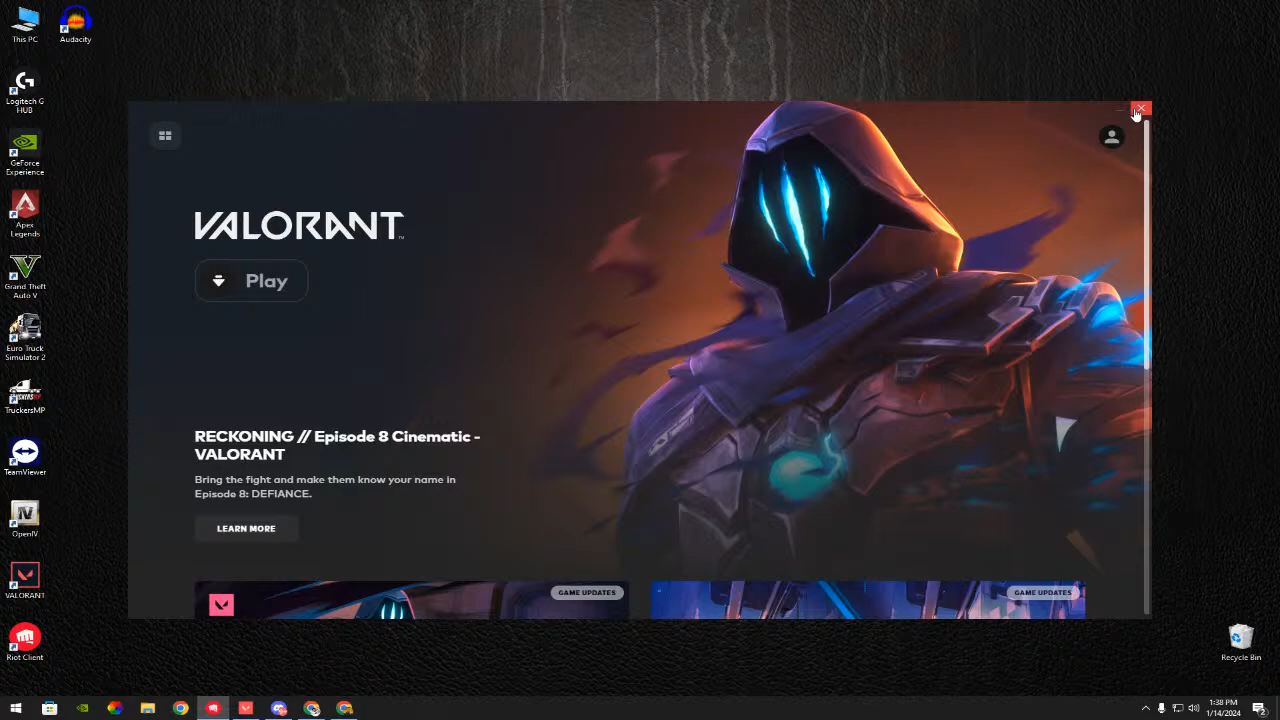 This PC
Audacity
Logitech G
HUB
GeForce
Experience
Apex
Legends
Grand Theft
Auto V
Euro Truck
Simulator 2
TruckersMP
TeamViewer
OpenIV
VALORANT
Riot Client
VALORANT
Play
RECKONING // Episode 8 Cinematic -
VALORANT
Bring the fight and make them know your name in
Episode 8: DEFIANCE.
LEARN MORE
GAME UPDATES
GAME UPDATES
Recycle Bin
1:38 PM
1/14/2024